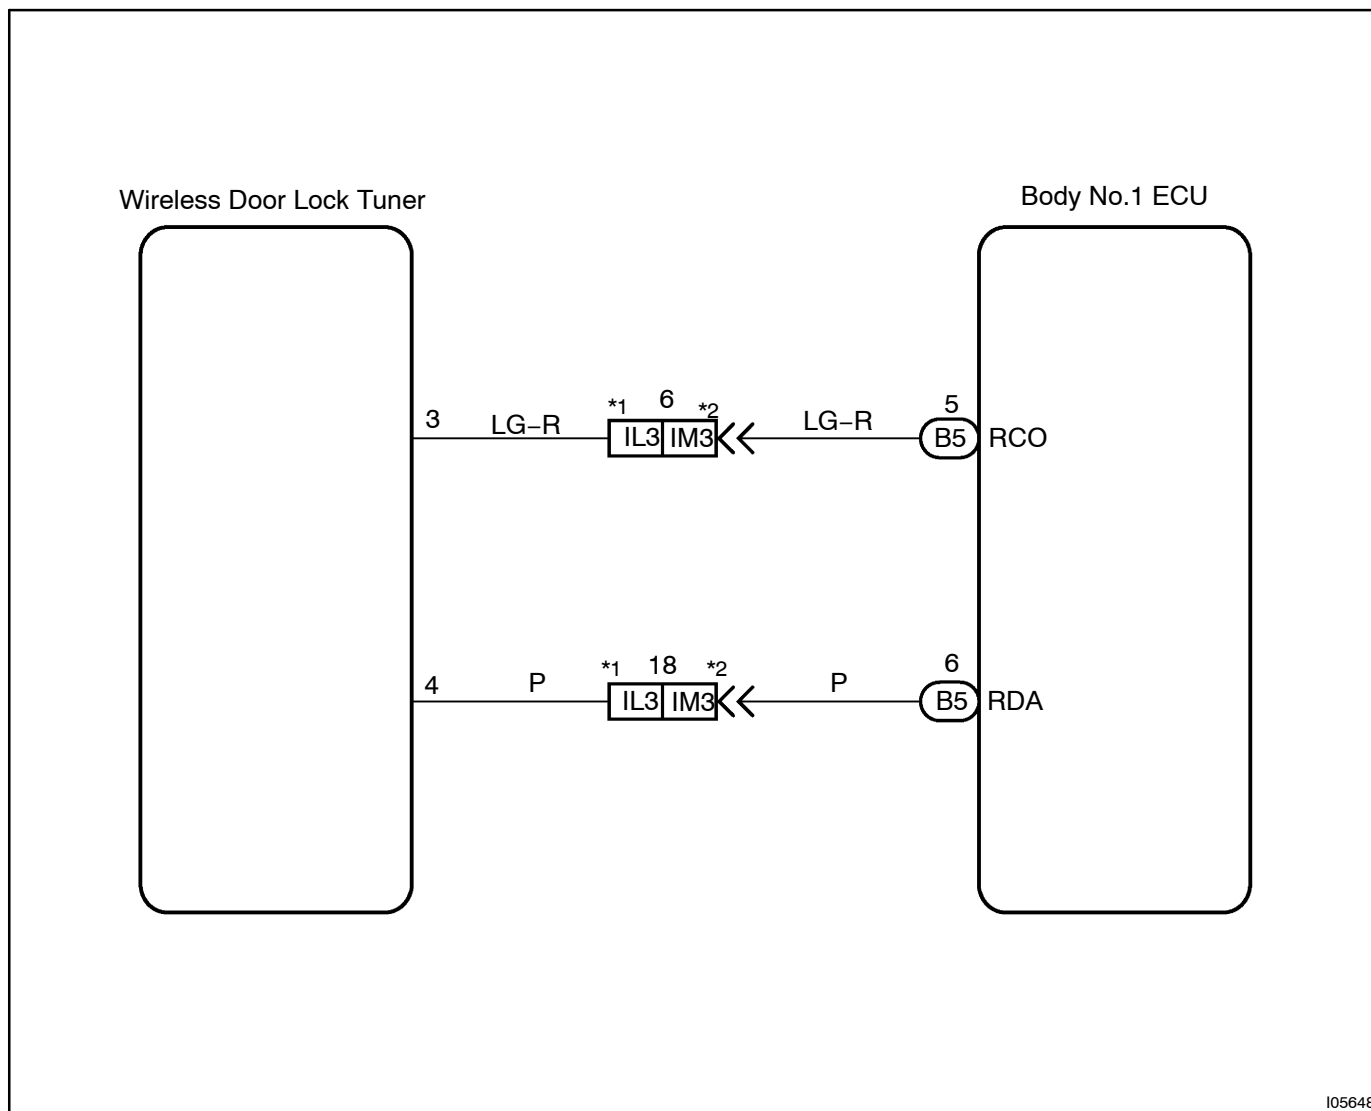 Wireless Door Lock Tuner
Body No.1 ECU
3 LG–R *1 6 *2 LG–R 5
IL3 IM3 B5 RCO
4 P *1 18 *2 P 6
IL3 IM3 B5 RDA